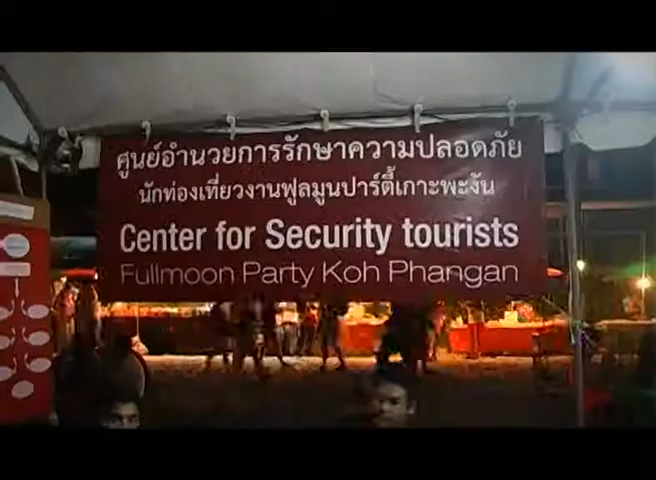 ศูนย์อำนวยการรักษาความปลอดภัย
นักท่องเที่ยวงานฟูลมูนปาร์ตี้เกาะพะงัน
Center for Security tourists
Fullmoon Party Koh Phangan